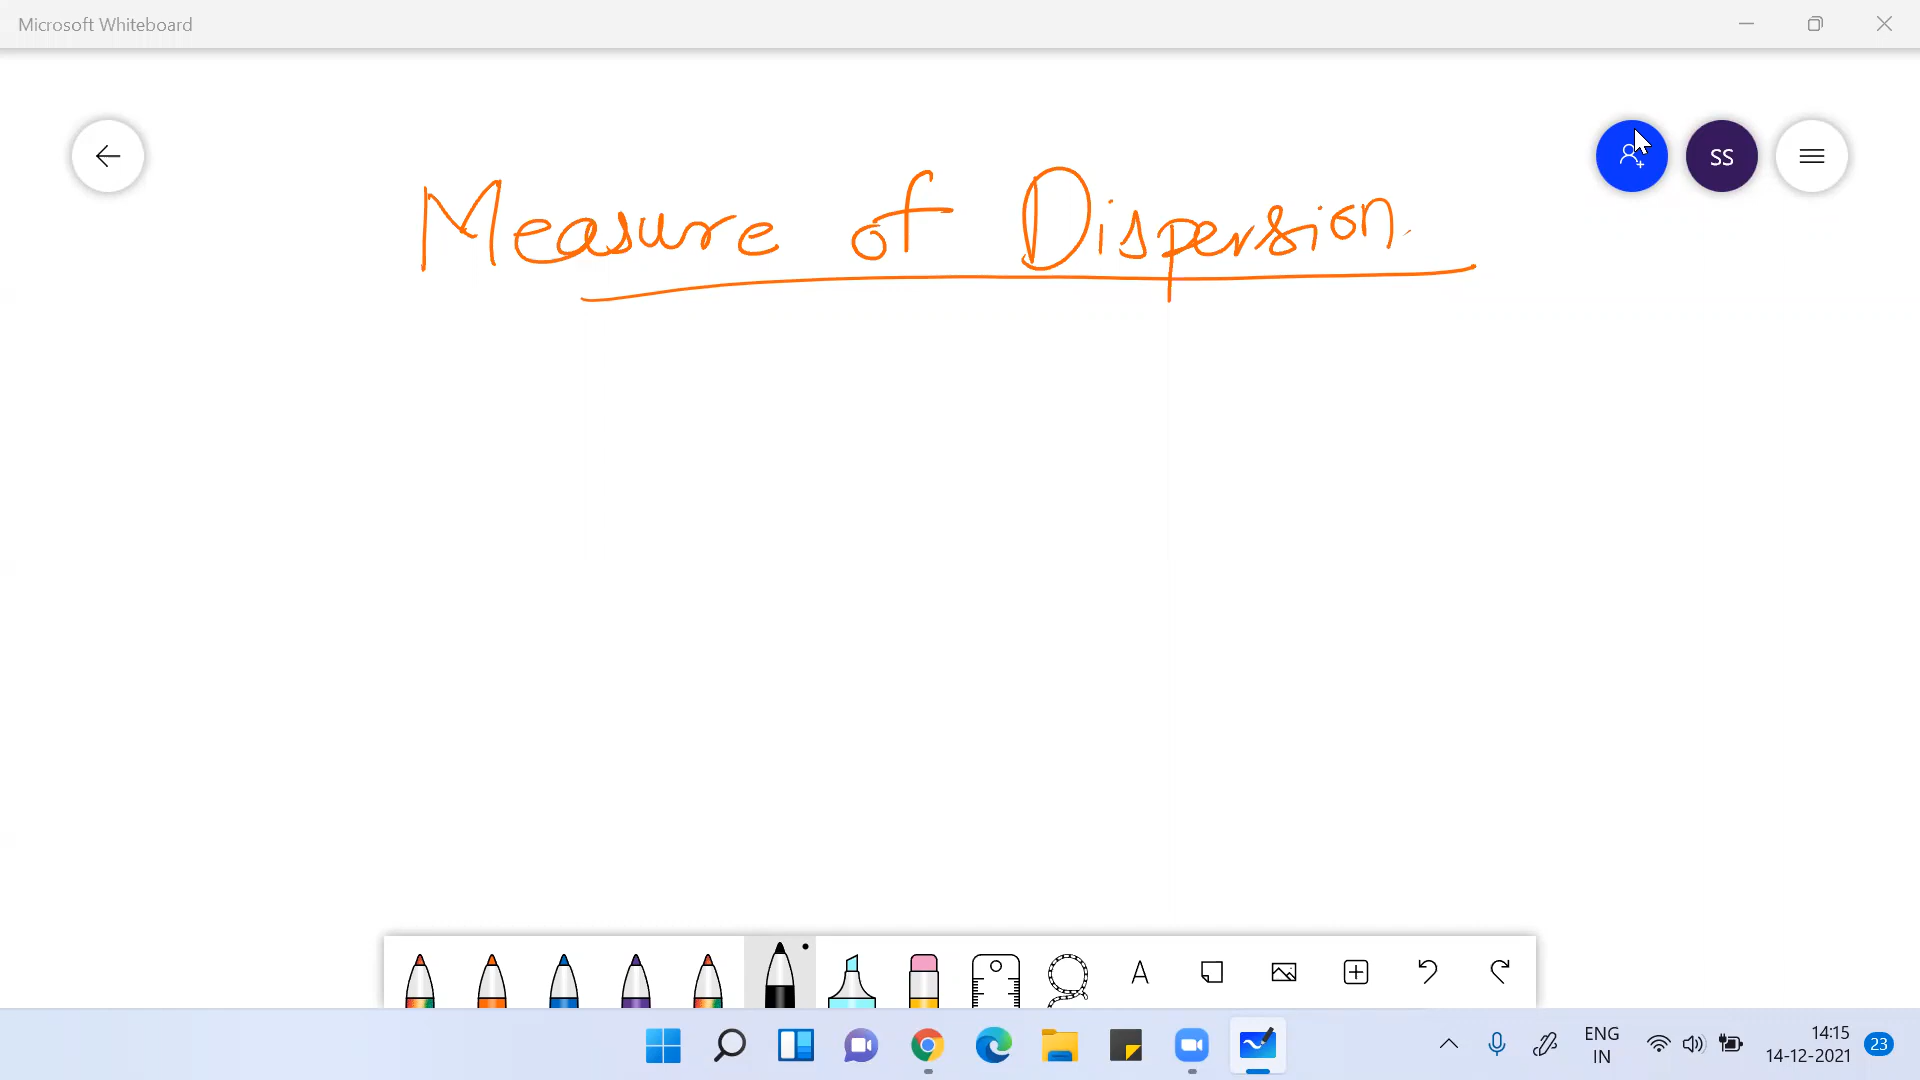 Microsoft Whiteboard
SS
Measure of Dispersion.
A
ENG
IN
14:15
14-12-2021
23